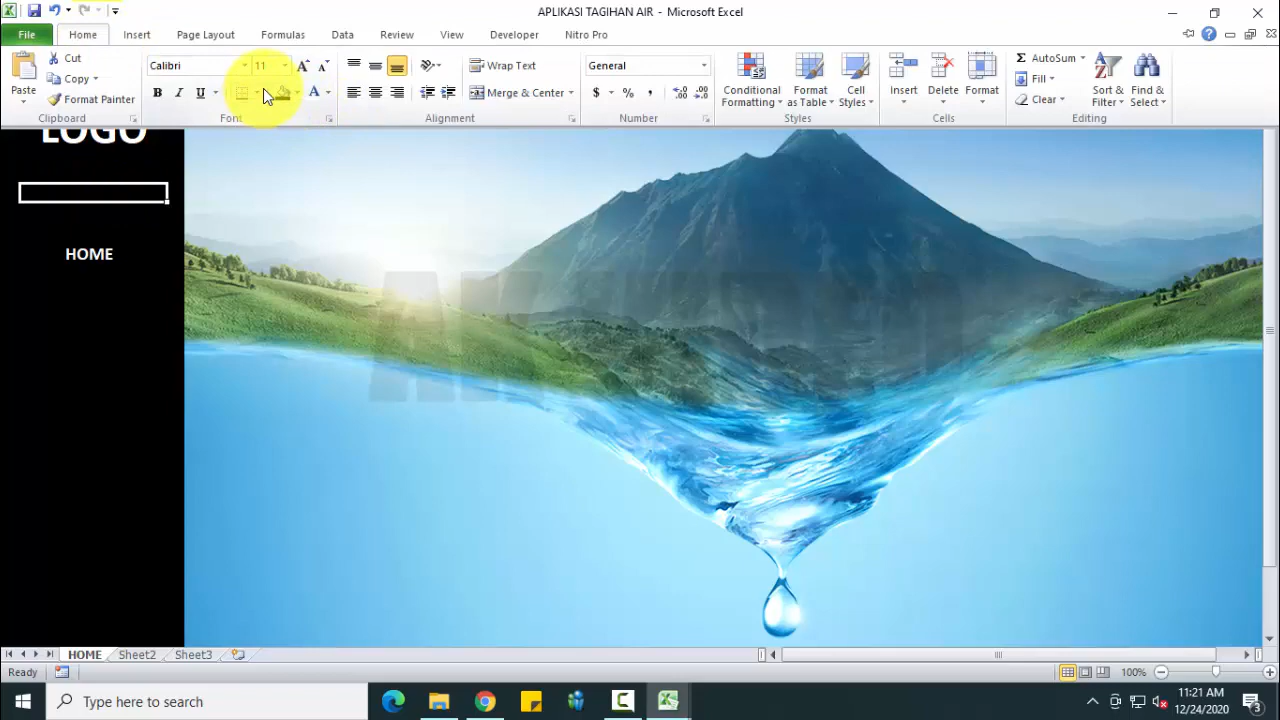 APLIKASI TAGIHAN AIR - Microsoft Excel
File Home Insert Page Layout Formulas Data Review View Developer Nitro Pro
Paste
Cut
Copy
Format Painter
Clipboard
Calibri 11
B I U A
Font
Wrap Text
Merge & Center
Alignment
General
$ % ,
Number
Conditional Formatting
Format as Table
Cell Styles
Styles
Insert
Delete
Format
Cells
AutoSum
Fill
Clear
Sort & Filter
Find & Select
Editing
LOGO
HOME
HOME Sheet2 Sheet3
Ready
100%
Type here to search
11:21 AM
12/24/2020
3